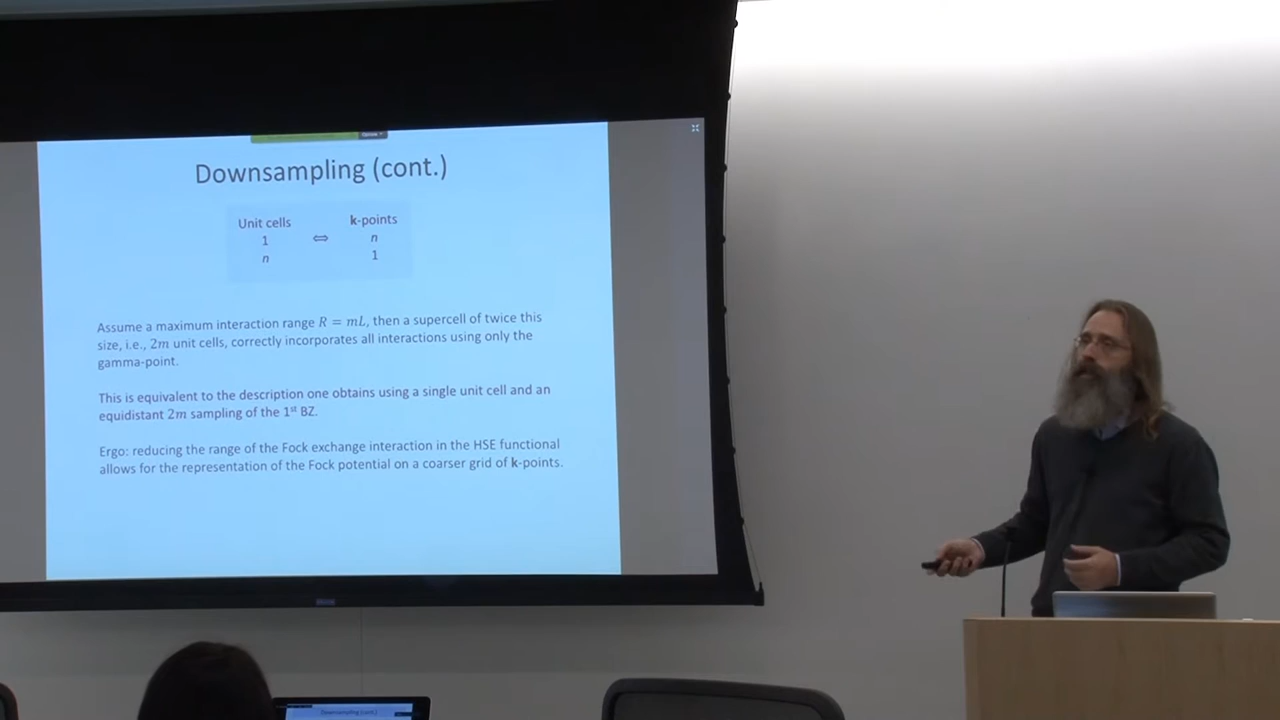 Options
Downsampling (cont.)
Unit cells k-points
1 ⇔ n
n 1
Assume a maximum interaction range R = mL, then a supercell of twice this
size, i.e., 2m unit cells, correctly incorporates all interactions using only the
gamma-point.
This is equivalent to the description one obtains using a single unit cell and an
equidistant 2m sampling of the 1st BZ.
Ergo: reducing the range of the Fock exchange interaction in the HSE functional
allows for the representation of the Fock potential on a coarser grid of k-points.
Downsampling (cont.)